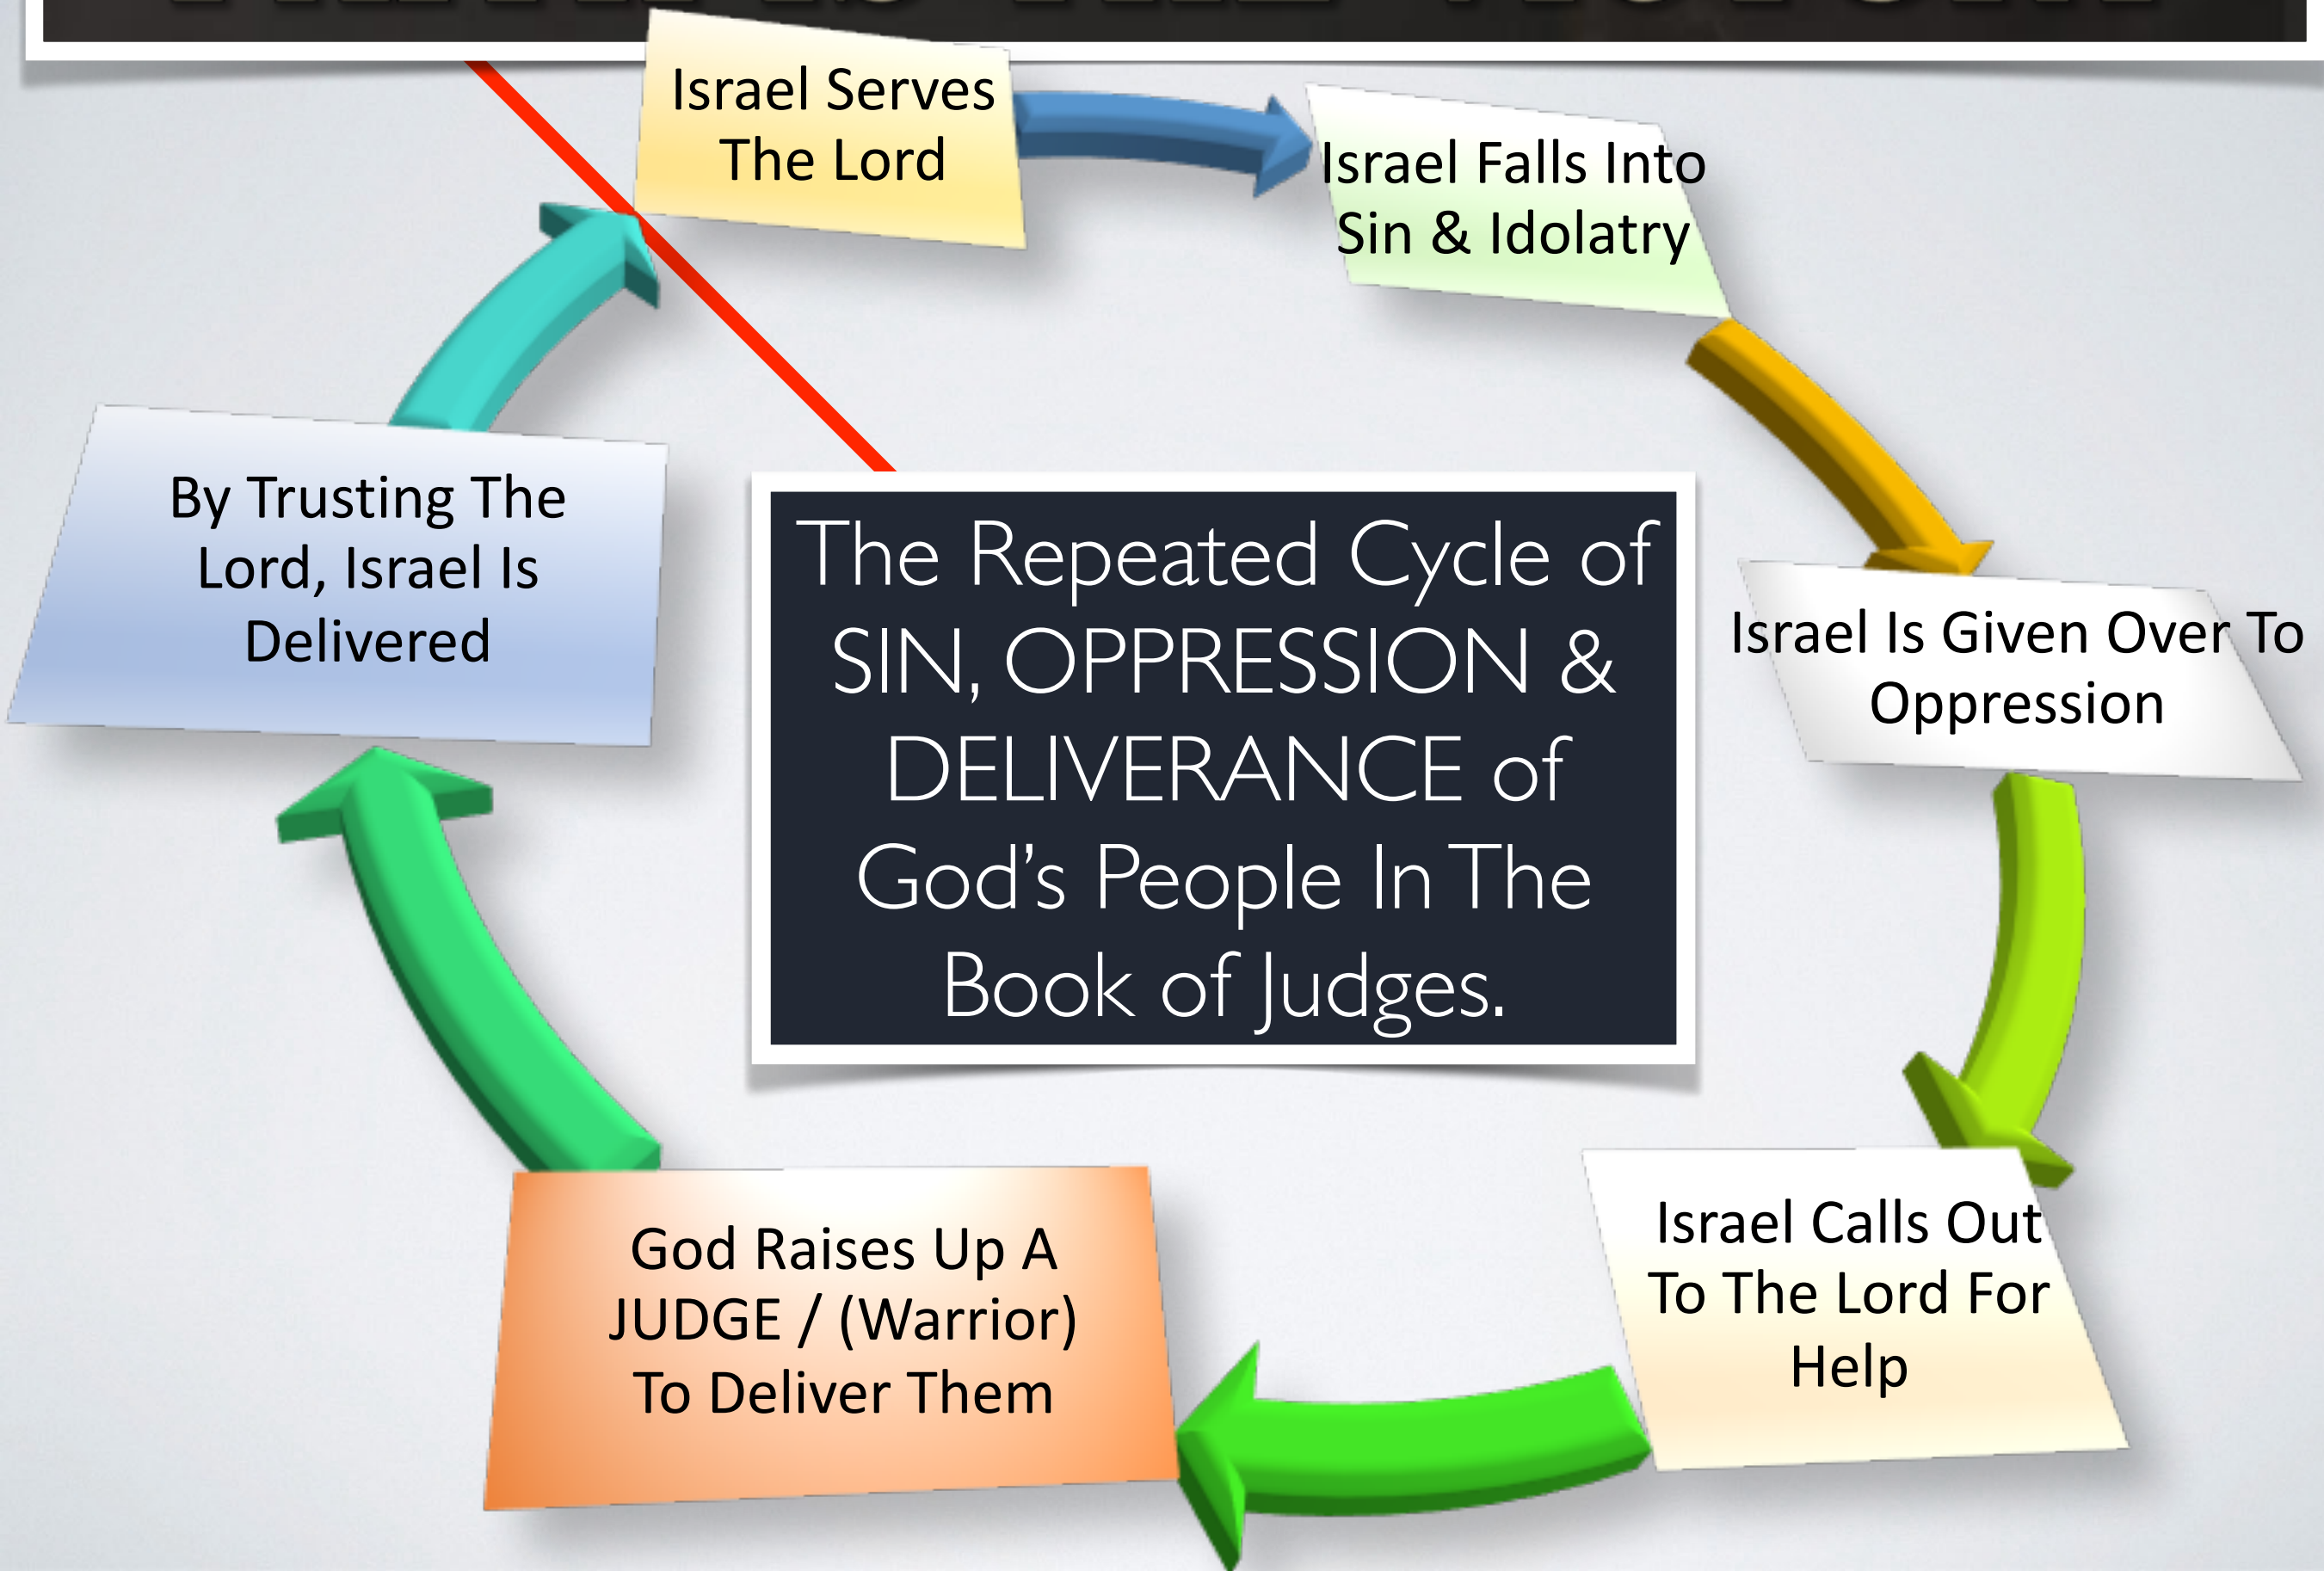 Israel Serves
The Lord
Israel Falls Into
Sin & Idolatry
Israel Is Given Over To
Oppression
Israel Calls Out
To The Lord For
Help
God Raises Up A
JUDGE / (Warrior)
To Deliver Them
By Trusting The
Lord, Israel Is
Delivered
The Repeated Cycle of
SIN, OPPRESSION &
DELIVERANCE of
God’s People In The
Book of Judges.